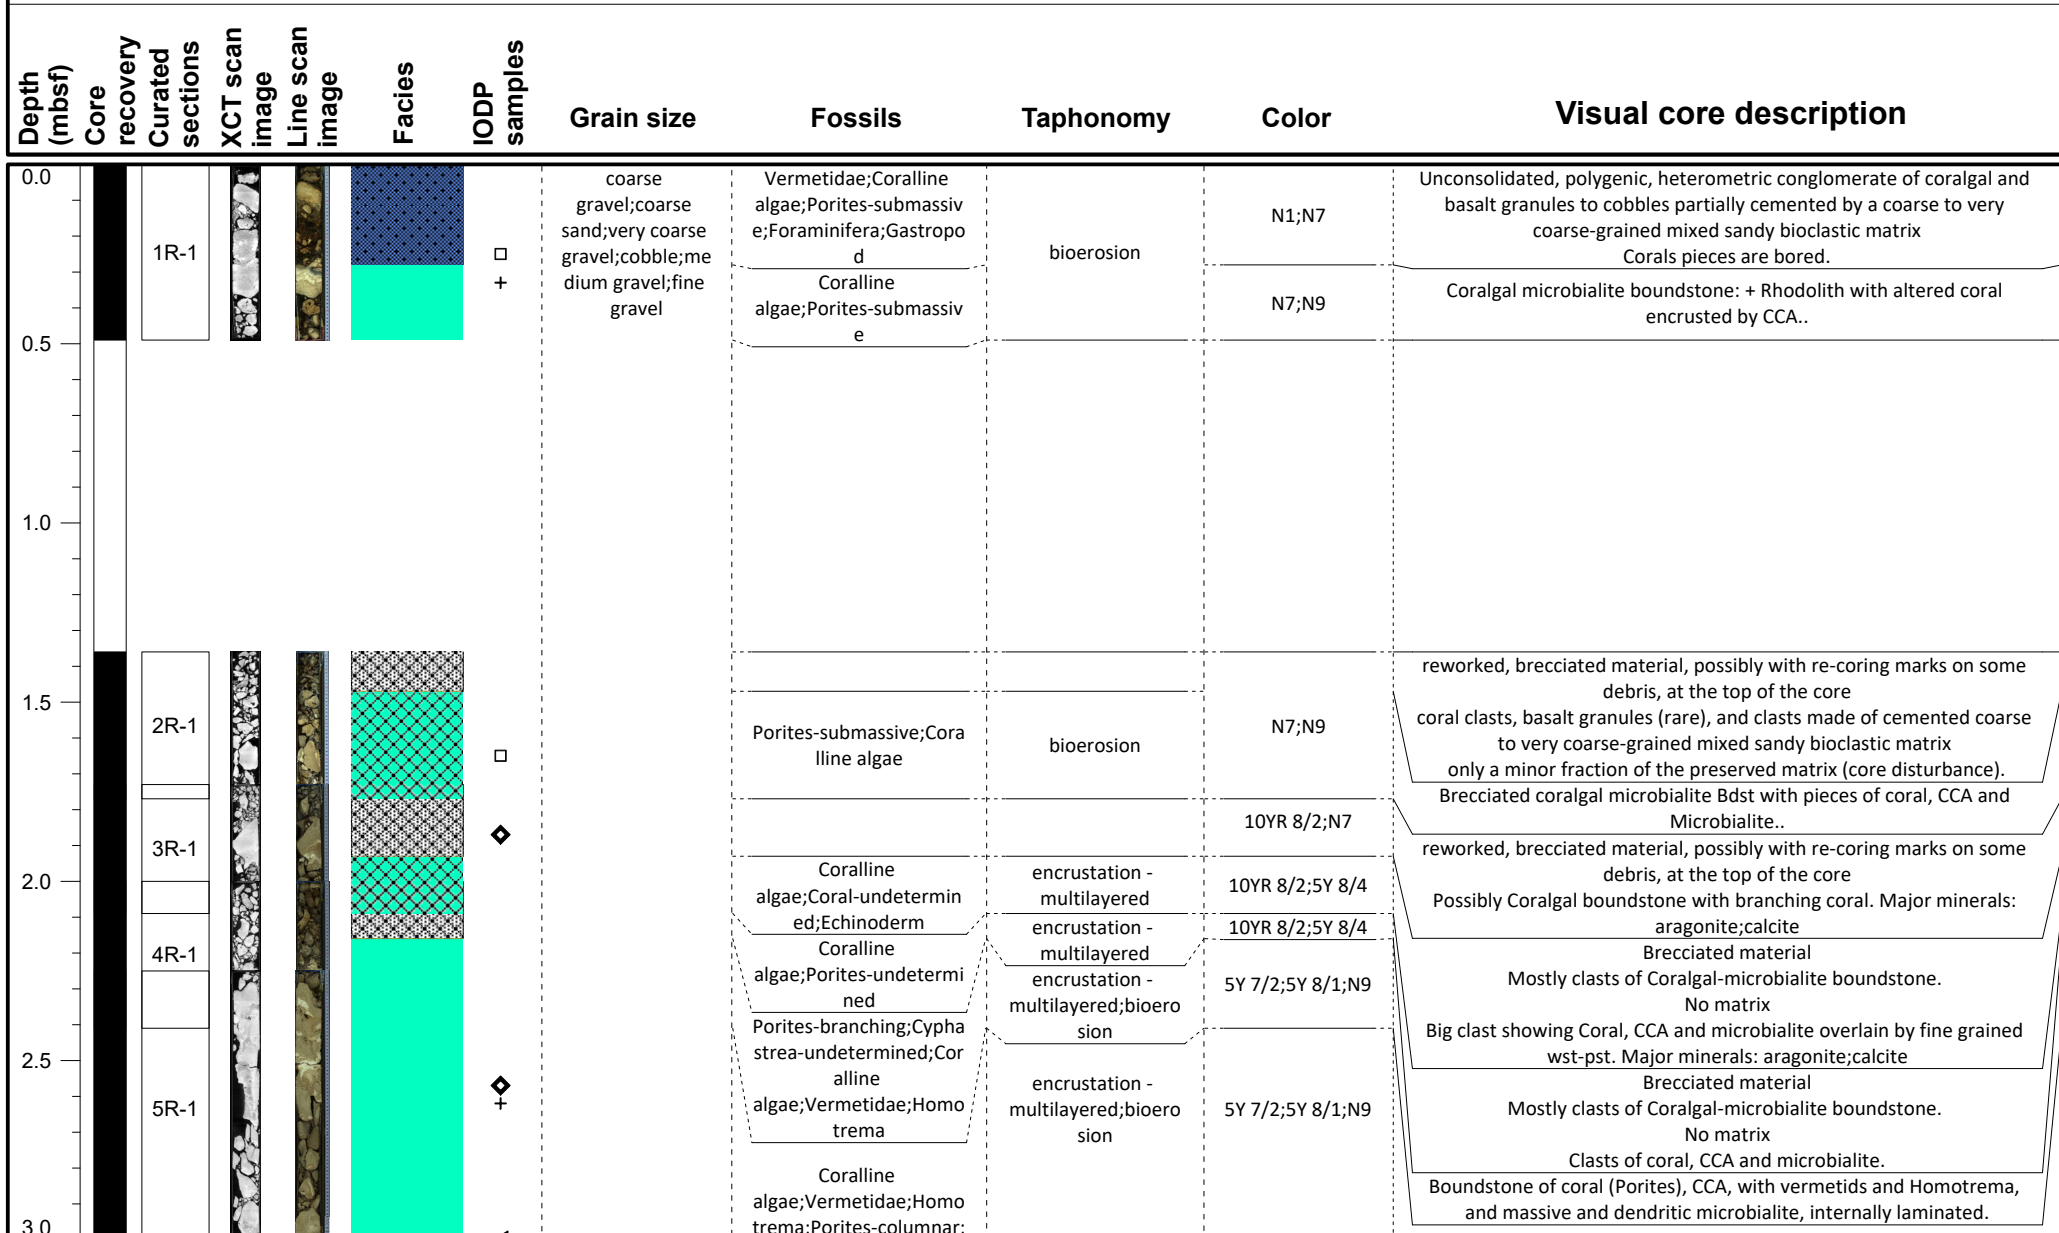 Depth
(mbsf)
Core
recovery
Curated
sections
XCT scan
image
Line scan
image
Facies
IODP
samples
Grain size
Fossils
Taphonomy
Color
Visual core description
0.0
0.5
1.0
1.5
2.0
2.5
3.0
1R-1
2R-1
3R-1
4R-1
5R-1
coarse
gravel;coarse
sand;very coarse
gravel;cobble;me
dium gravel;fine
gravel
Vermetidae;Coralline
algae;Porites-submassiv
e;Foraminifera;Gastropo
d
Coralline
algae;Porites-submassiv
e
Porites-submassive;Cora
lline algae
Coralline
algae;Coral-undetermin
ed;Echinoderm
Coralline
algae;Porites-undetermi
ned
Porites-branching;Cypha
strea-undetermined;Cor
alline
algae;Vermetidae;Homo
trema
Coralline
algae;Vermetidae;Homo
trema;Porites-columnar;
bioerosion
bioerosion
encrustation -
multilayered
encrustation -
multilayered
encrustation -
multilayered;bioero
sion
encrustation -
multilayered;bioero
sion
N1;N7
N7;N9
N7;N9
10YR 8/2;N7
10YR 8/2;5Y 8/4
10YR 8/2;5Y 8/4
5Y 7/2;5Y 8/1;N9
5Y 7/2;5Y 8/1;N9
Unconsolidated, polygenic, heterometric conglomerate of coralgal and
basalt granules to cobbles partially cemented by a coarse to very
coarse-grained mixed sandy bioclastic matrix
Corals pieces are bored.
Coralgal microbialite boundstone: + Rhodolith with altered coral
encrusted by CCA..
reworked, brecciated material, possibly with re-coring marks on some
debris, at the top of the core
coral clasts, basalt granules (rare), and clasts made of cemented coarse
to very coarse-grained mixed sandy bioclastic matrix
only a minor fraction of the preserved matrix (core disturbance).
Brecciated coralgal microbialite Bdst with pieces of coral, CCA and
Microbialite..
reworked, brecciated material, possibly with re-coring marks on some
debris, at the top of the core
Possibly Coralgal boundstone with branching coral. Major minerals:
aragonite;calcite
Brecciated material
Mostly clasts of Coralgal-microbialite boundstone.
No matrix
Big clast showing Coral, CCA and microbialite overlain by fine grained
wst-pst. Major minerals: aragonite;calcite
Brecciated material
Mostly clasts of Coralgal-microbialite boundstone.
No matrix
Clasts of coral, CCA and microbialite.
Boundstone of coral (Porites), CCA, with vermetids and Homotrema,
and massive and dendritic microbialite, internally laminated.